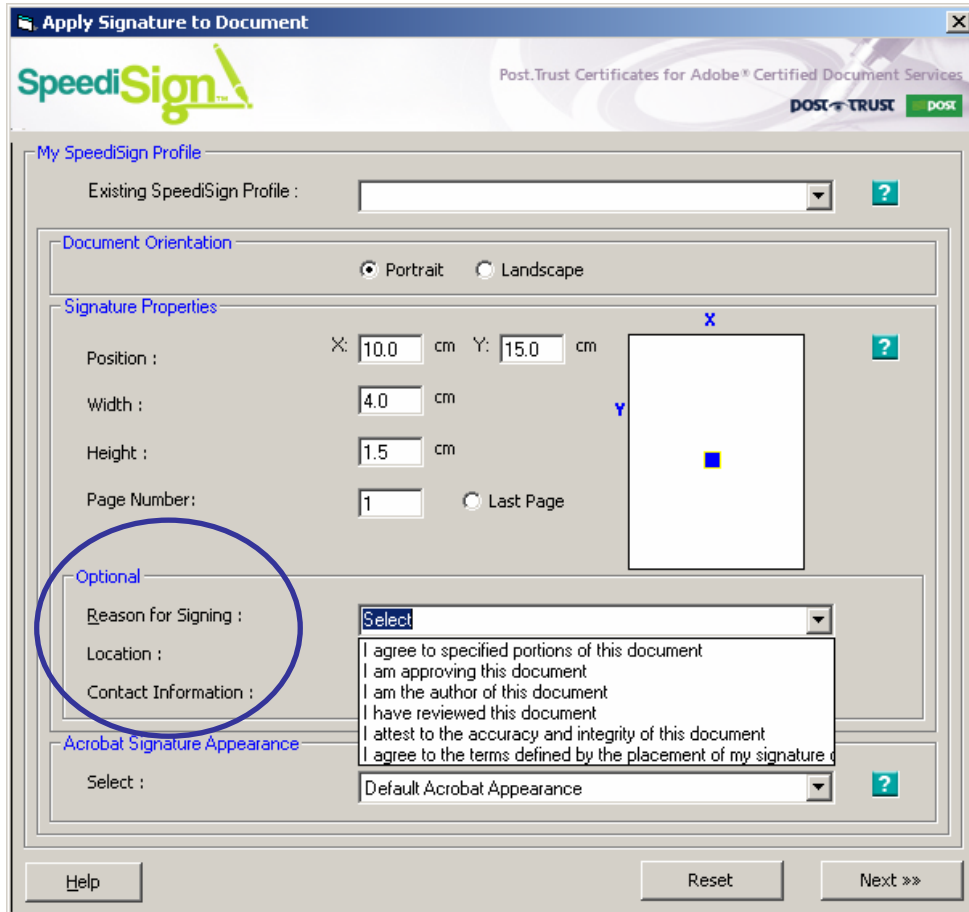 Apply Signature to Document
SpeediSign™
Post.Trust Certificates for Adobe® Certified Document Services
POST TRUST post
My SpeediSign Profile
Existing SpeediSign Profile : ?
Document Orientation
Portrait Landscape
Signature Properties
X
Position : X: 10.0 cm Y: 15.0 cm ?
Width : 4.0 cm Y
Height : 1.5 cm
Page Number: 1 Last Page
Optional
Reason for Signing : Select
Location :
Contact Information :
I agree to specified portions of this document
I am approving this document
I am the author of this document
I have reviewed this document
I attest to the accuracy and integrity of this document
I agree to the terms defined by the placement of my signature
Acrobat Signature Appearance
Select : Default Acrobat Appearance ?
Help Reset Next »»